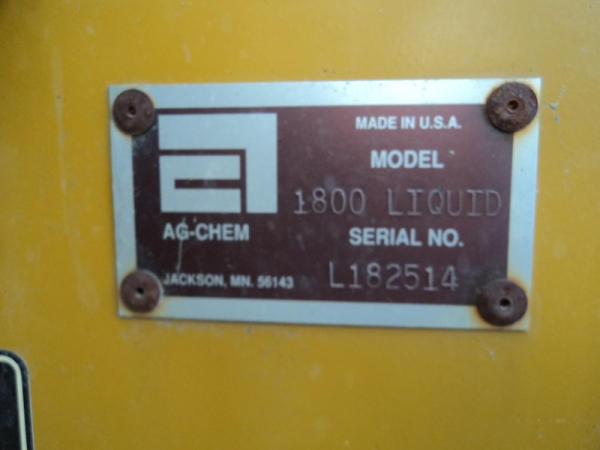 MADE IN U.S.A.
MODEL
1800 LIQUID
AG-CHEM
SERIAL NO.
JACKSON, MN. 56143
L182514